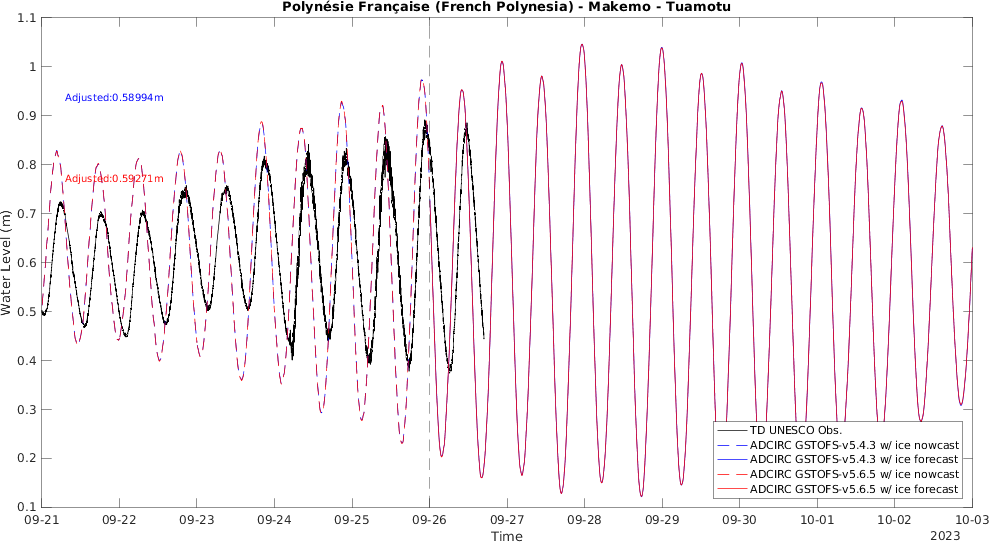 Polynésie Française (French Polynesia) - Makemo - Tuamotu
1.1
1
0.9
0.8
0.7
0.6
0.5
0.4
0.3
0.2
0.1
Water Level (m)
Adjusted:0.58994m
Adjusted:0.59271m
TD UNESCO Obs.
ADCIRC GSTOFS-v5.4.3 w/ ice nowcast
ADCIRC GSTOFS-v5.4.3 w/ ice forecast
ADCIRC GSTOFS-v5.6.5 w/ ice nowcast
ADCIRC GSTOFS-v5.6.5 w/ ice forecast
09-21 09-22 09-23 09-24 09-25 09-26 09-27 09-28 09-29 09-30 10-01 10-02 10-03
Time
2023